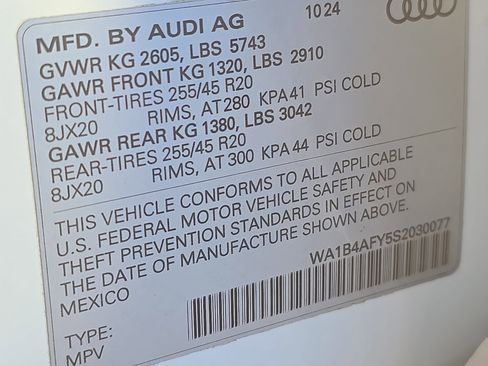 MFD. BY AUDI AG 10 24
GVWR KG 2605, LBS 5743
GAWR FRONT KG 1320, LBS 2910
FRONT-TIRES 255/45 R20
8JX20 RIMS, AT 280 KPA 41 PSI COLD
GAWR REAR KG 1380, LBS 3042
REAR-TIRES 255/45 R20
8JX20 RIMS, AT 300 KPA 44 PSI COLD
THIS VEHICLE CONFORMS TO ALL APPLICABLE
U.S. FEDERAL MOTOR VEHICLE SAFETY AND
THEFT PREVENTION STANDARDS IN EFFECT ON
THE DATE OF MANUFACTURE SHOWN ABOVE.
MEXICO WA1B4AFY5S2030077
TYPE:
MPV